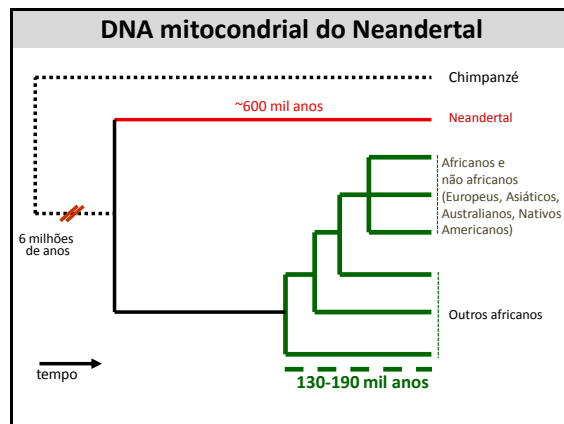 DNA mitocondrial do Neandertal
Chimpanzé
~600 mil anos
Neandertal
Africanos e
não africanos
(Europeus, Asiáticos,
Australianos, Nativos
Americanos)
6 milhões
de anos
Outros africanos
tempo
130-190 mil anos